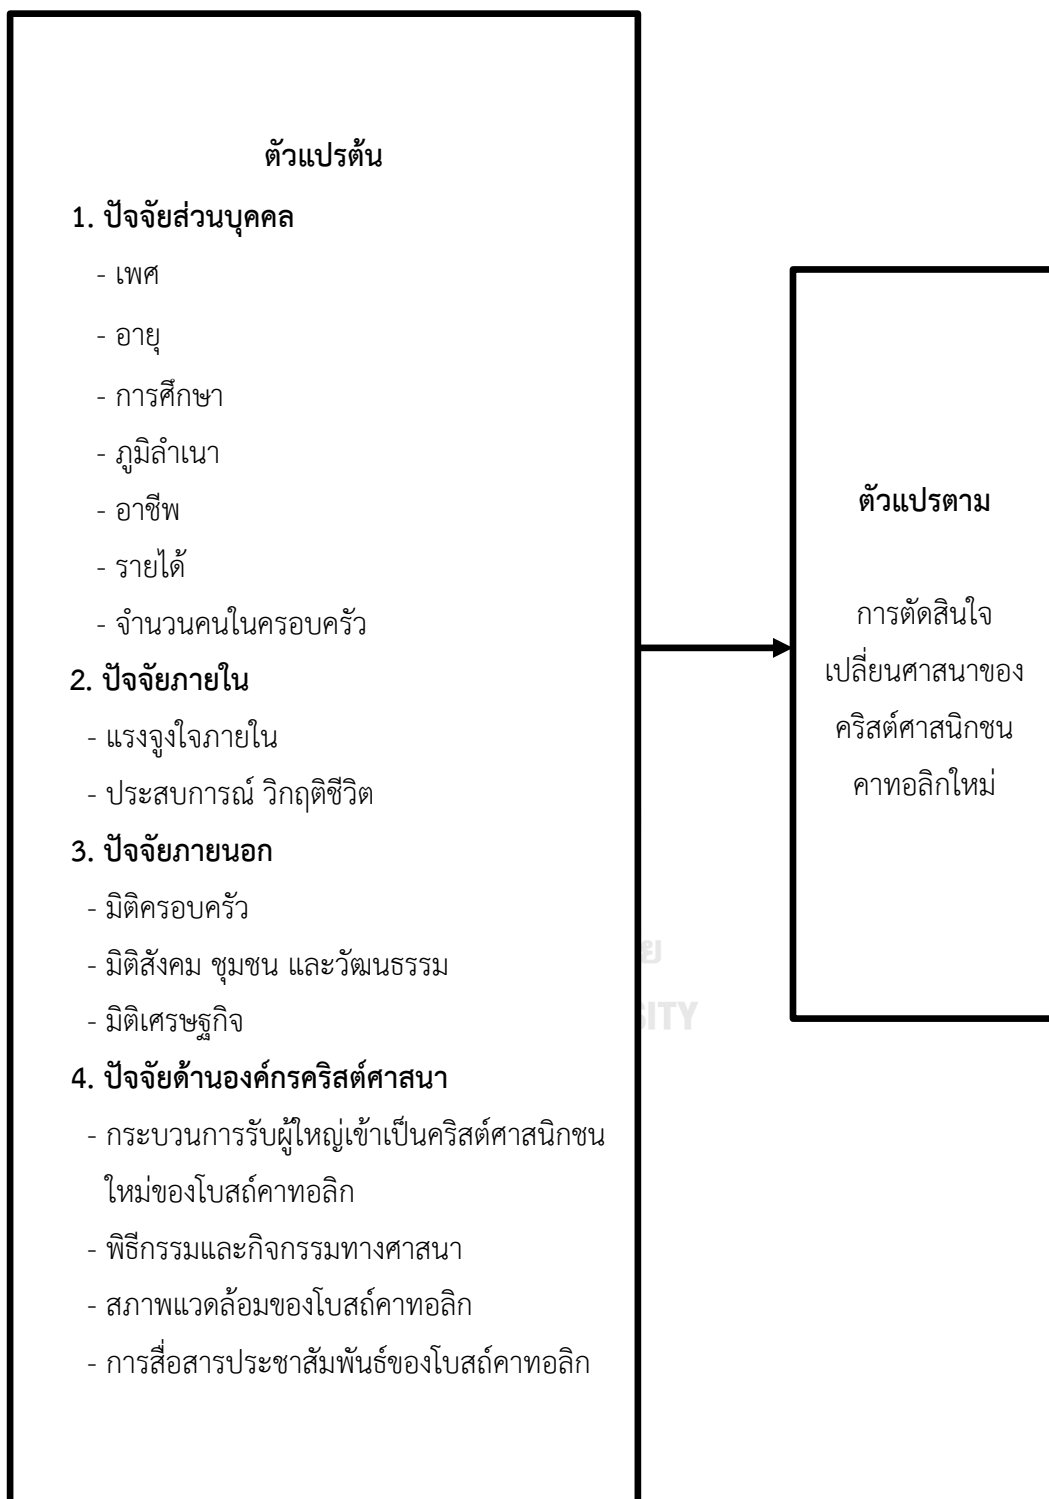 ตัวแปรต้น
1. ปัจจัยส่วนบุคคล
- เพศ
- อายุ
- การศึกษา
- ภูมิลำเนา
- อาชีพ
- รายได้
- จำนวนคนในครอบครัว
2. ปัจจัยภายใน
- แรงจูงใจภายใน
- ประสบการณ์ วิกฤติชีวิต
3. ปัจจัยภายนอก
- มิติครอบครัว
- มิติสังคม ชุมชน และวัฒนธรรม
- มิติเศรษฐกิจ
4. ปัจจัยด้านองค์กรคริสต์ศาสนา
- กระบวนการรับผู้ใหญ่เข้าเป็นคริสต์ศาสนิกชน
ใหม่ของโบสถ์คาทอลิก
- พิธีกรรมและกิจกรรมทางศาสนา
- สภาพแวดล้อมของโบสถ์คาทอลิก
- การสื่อสารประชาสัมพันธ์ของโบสถ์คาทอลิก
ตัวแปรตาม
การตัดสินใจ
เปลี่ยนศาสนาของ
คริสต์ศาสนิกชน
คาทอลิกใหม่